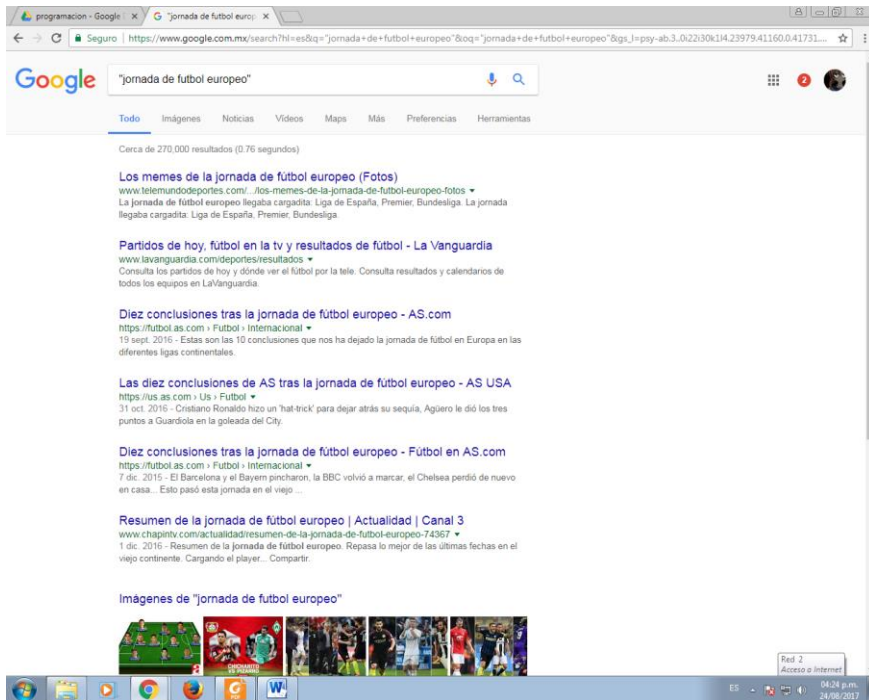 programacion - Google
"jornada de futbol europ
Seguro
https://www.google.com.mx/search?hl=es&q="jornada+de+futbol+europeo"&oq="jornada+de+futbol+europeo"&gs_l=psy-ab.3..0i22i30k1l4.23979.41160.0.41731....
Google
"jornada de futbol europeo"
2
Todo Imágenes Noticias Vídeos Maps Más Preferencias Herramientas
Cerca de 270,000 resultados (0.76 segundos)
Los memes de la jornada de fútbol europeo (Fotos)
www.telemundodeportes.com/.../los-memes-de-la-jornada-de-futbol-europeo-fotos
La jornada de fútbol europeo llegaba cargadita: Liga de España, Premier, Bundesliga. La jornada
llegaba cargadita: Liga de España, Premier, Bundesliga.
Partidos de hoy, fútbol en la tv y resultados de fútbol - La Vanguardia
www.lavanguardia.com/deportes/resultados
Consulta los partidos de hoy y dónde ver el fútbol por la tele. Consulta resultados y calendarios de
todos los equipos en LaVanguardia.
Diez conclusiones tras la jornada de fútbol europeo - AS.com
https://futbol.as.com › Futbol › Internacional
19 sept. 2016 - Estas son las 10 conclusiones que nos ha dejado la jornada de fútbol en Europa en las
diferentes ligas continentales.
Las diez conclusiones de AS tras la jornada de fútbol europeo - AS USA
https://us.as.com › Us › Futbol
31 oct. 2016 - Cristiano Ronaldo hizo un 'hat-trick' para dejar atrás su sequía, Agüero le dió los tres
puntos a Guardiola en la goleada del City.
Diez conclusiones tras la jornada de fútbol europeo - Fútbol en AS.com
https://futbol.as.com › Futbol › Internacional
7 dic. 2015 - El Barcelona y el Bayern pincharon, la BBC volvió a marcar, el Chelsea perdió de nuevo
en casa... Esto pasó esta jornada en el viejo ...
Resumen de la jornada de fútbol europeo | Actualidad | Canal 3
www.chapintv.com/actualidad/resumen-de-la-jornada-de-futbol-europeo-74367
1 dic. 2016 - Resumen de la jornada de fútbol europeo. Repasa lo mejor de las últimas fechas en el
viejo continente. Cargando el player... Compartir.
Imágenes de "jornada de futbol europeo"
CHICHARITO
VS PIZARRO
Red 2
Acceso a Internet
ES
04:24 p.m.
24/08/2017